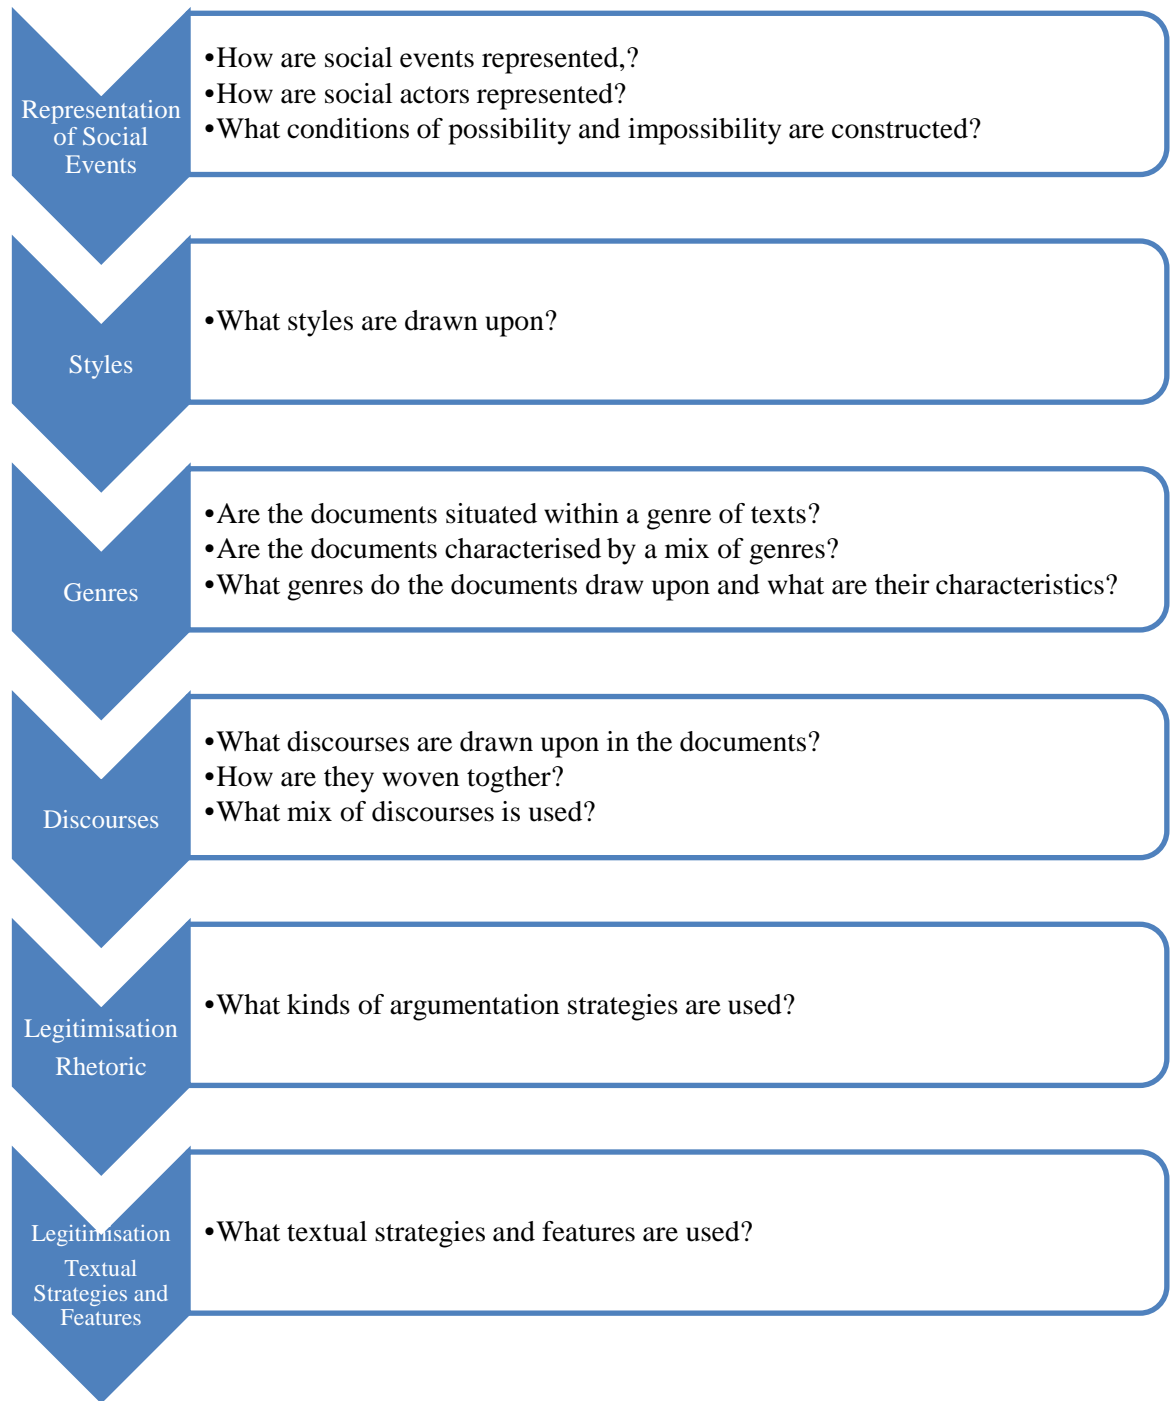 Representation
of Social
Events
•How are social events represented,?
•How are social actors represented?
•What conditions of possibility and impossibility are constructed?
Styles
•What styles are drawn upon?
Genres
•Are the documents situated within a genre of texts?
•Are the documents characterised by a mix of genres?
•What genres do the documents draw upon and what are their characteristics?
Discourses
•What discourses are drawn upon in the documents?
•How are they woven togther?
•What mix of discourses is used?
Legitimisation
Rhetoric
•What kinds of argumentation strategies are used?
Legitimisation
Textual
Strategies and
Features
•What textual strategies and features are used?